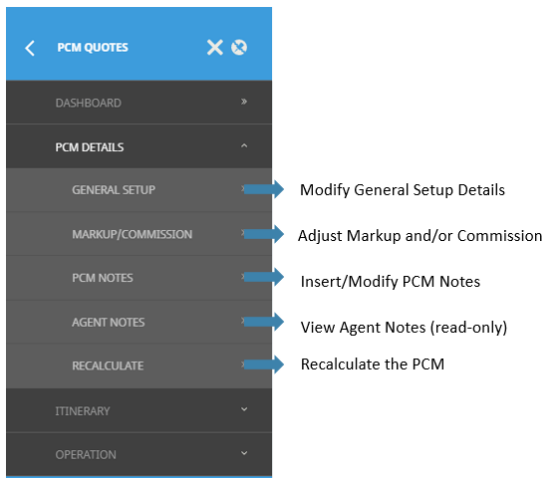 PCM QUOTES
DASHBOARD
PCM DETAILS
GENERAL SETUP Modify General Setup Details
MARKUP/COMMISSION Adjust Markup and/or Commission
PCM NOTES Insert/Modify PCM Notes
AGENT NOTES View Agent Notes (read-only)
RECALCULATE Recalculate the PCM
ITINERARY
OPERATION